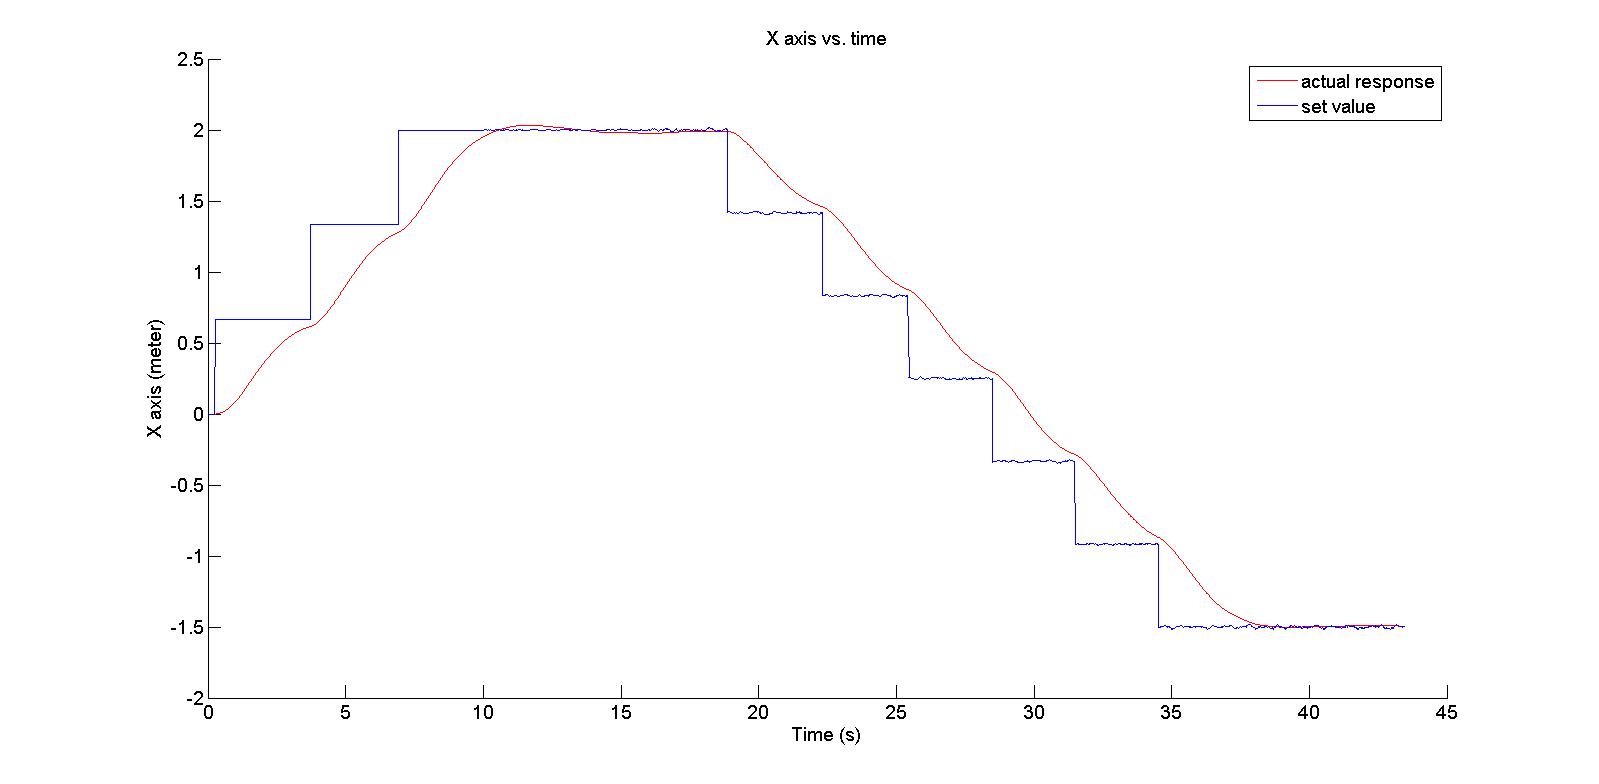 X axis vs. time
actual response
set value
2.5
2
1.5
1
0.5
0
-0.5
-1
-1.5
-2
X axis (meter)
0 5 10 15 20 25 30 35 40 45
Time (s)